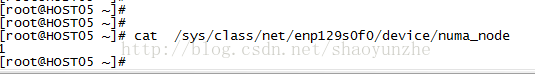 [root@HOST05 ~]#
[root@HOST05 ~]#
[root@HOST05 ~]# cat  /sys/class/net/enp129s0f0/device/numa_node
1
[root@HOST05 ~]#
http://blog.csdn.net/shaoyunzhe